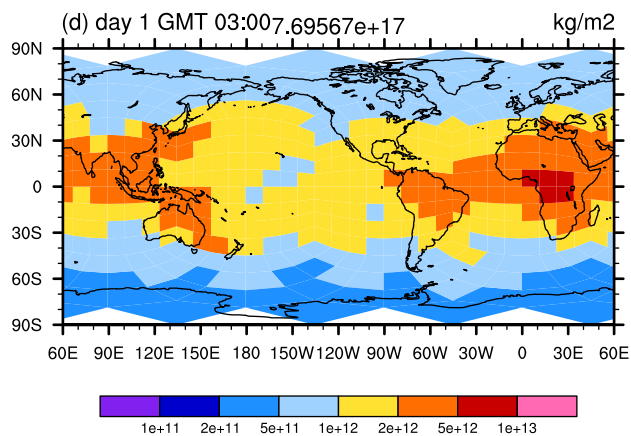 (d) day 1 GMT 03:00 7.69567e+17 kg/m2
90N
60N
30N
0
30S
60S
90S
60E 90E 120E 150E 180 150W 120W 90W 60W 30W 0 30E 60E
1e+11 2e+11 5e+11 1e+12 2e+12 5e+12 1e+13